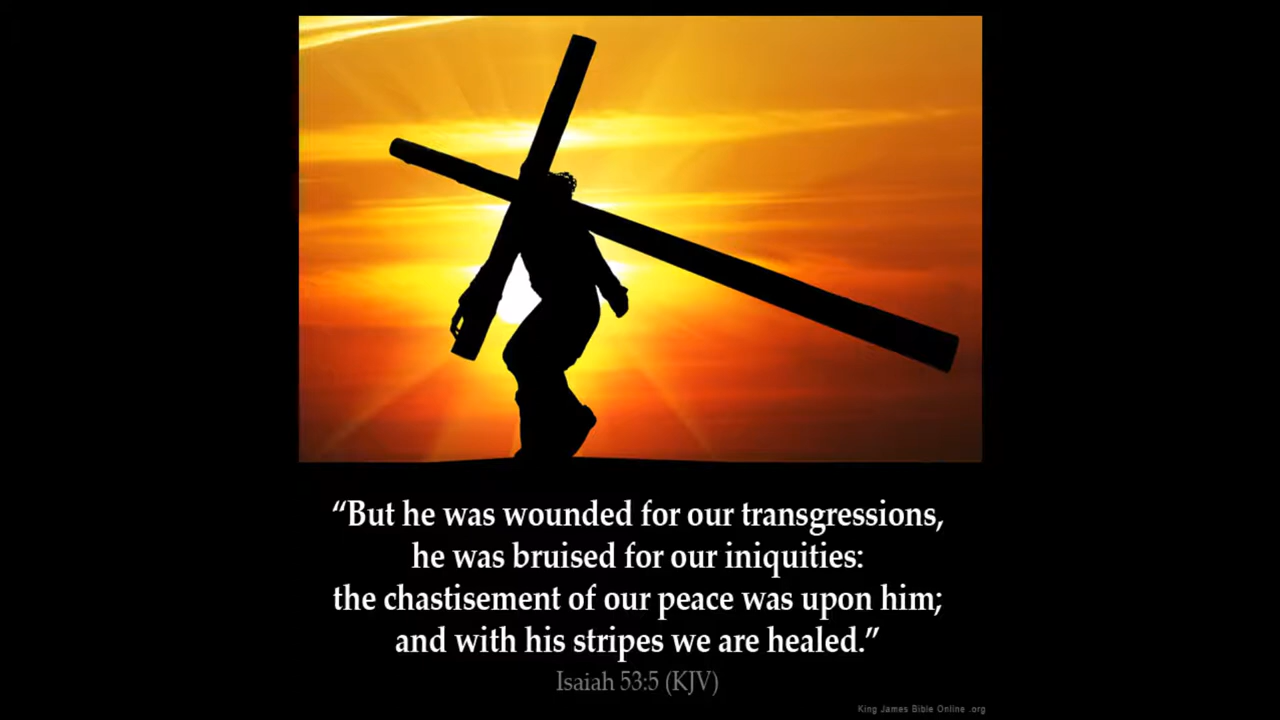 “But he was wounded for our transgressions,
he was bruised for our iniquities:
the chastisement of our peace was upon him;
and with his stripes we are healed.”
Isaiah 53:5 (KJV)
King James Bible Online .org